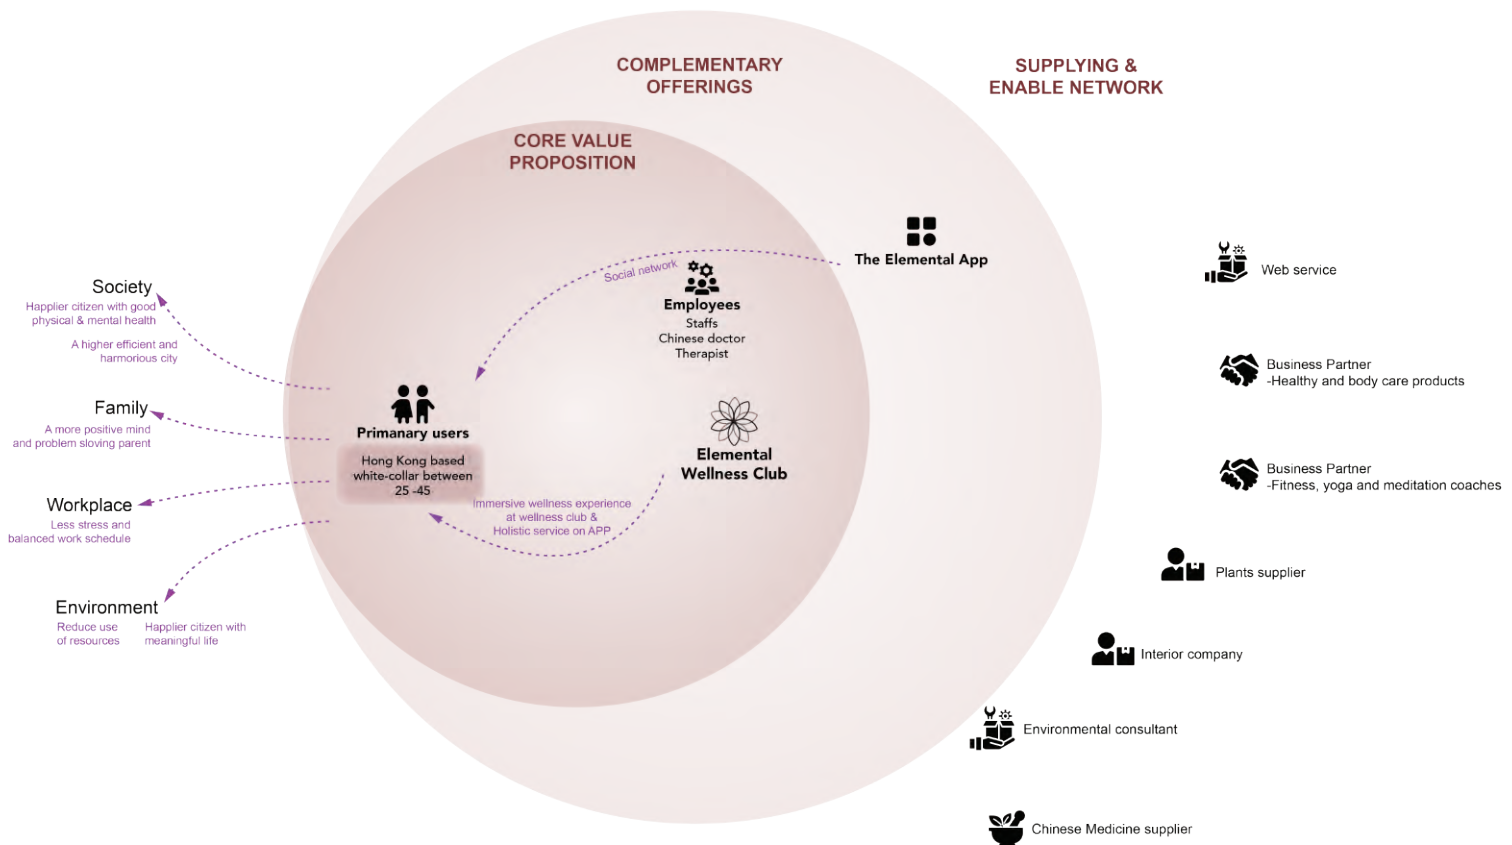 COMPLEMENTARY
OFFERINGS
SUPPLYING &
ENABLE NETWORK
CORE VALUE
PROPOSITION
The Elemental App
Social network
Employees
Staffs
Chinese doctor
Therapist
Primanary users
Hong Kong based
white-collar between
25 -45
Elemental
Wellness Club
Immersive wellness experience
at wellness club &
Holistic service on APP
Society
Happier citizen with good
physical & mental health
A higher efficient and
harmorious city
Family
A more positive mind
and problem sloving parent
Workplace
Less stress and
balanced work schedule
Environment
Reduce use
of resources
Happier citizen with
meaningful life
Web service
Business Partner
-Healthy and body care products
Business Partner
-Fitness, yoga and meditation coaches
Plants supplier
Interior company
Environmental consultant
Chinese Medicine supplier